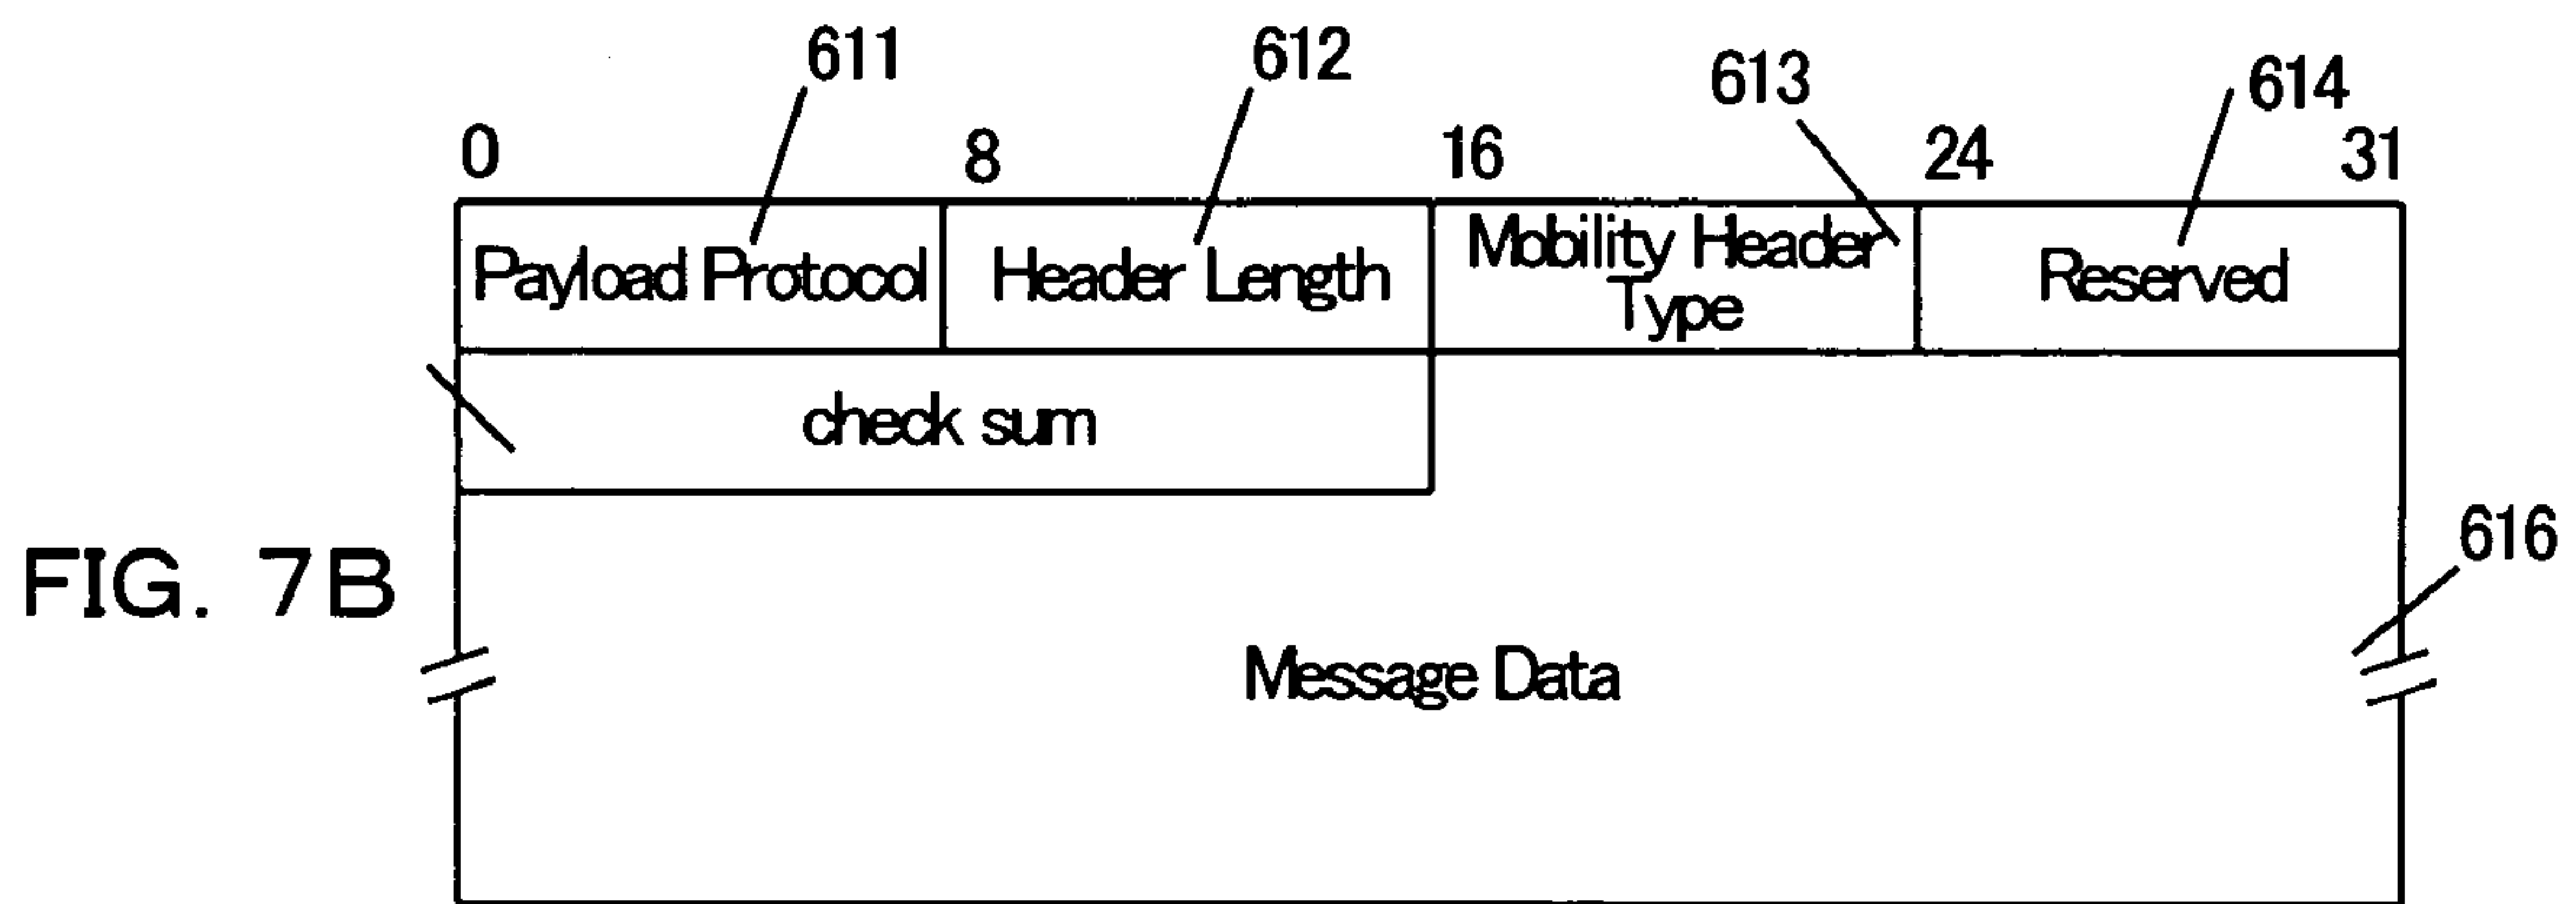 611 612 613 614
0 8 16 24 31
Payload Protocol Header Length Mobility Header Type Reserved
check sum
616
FIG. 7B
Message Data